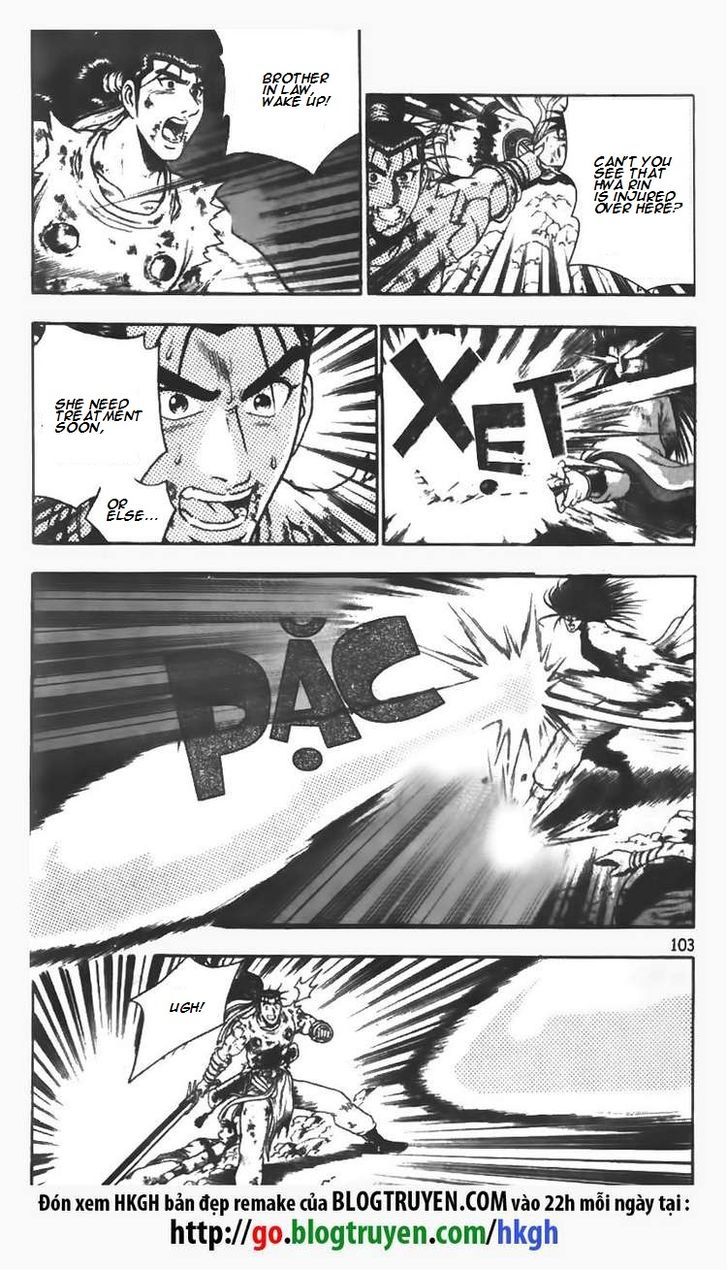 BROTHER
IN LAW,
WAKE UP!
CAN'T YOU
SEE THAT
HWA RIN
IS INJURED
OVER HERE?
SHE NEED
TREATMENT
SOON,
OR
ELSE...
XET
PẶC
103
UGH!
Đón xem HKGH bản đẹp remake của BLOGTRUYEN.COM vào 22h mỗi ngày tại :
http://go.blogtruyen.com/hkgh